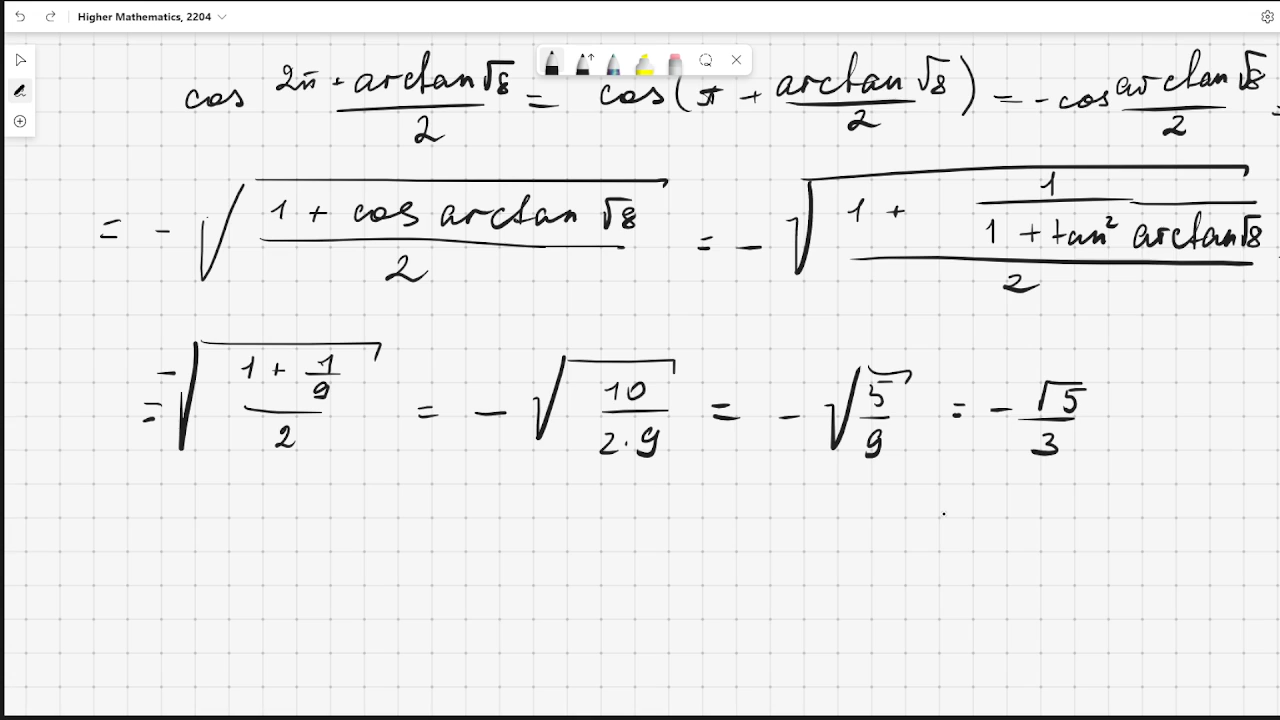 Higher Mathematics, 2204
cos (2π + arctan √8)/2 = cos(π + (arctan √8)/2) = - cos (arctan √8)/2 =
= - √((1 + cos arctan √8)/2) = - √((1 + 1/(1 + tan² arctan √8))/2)
= - √((1 + 1/9)/2) = - √(10/(2·9)) = - √(5/9) = - √5/3